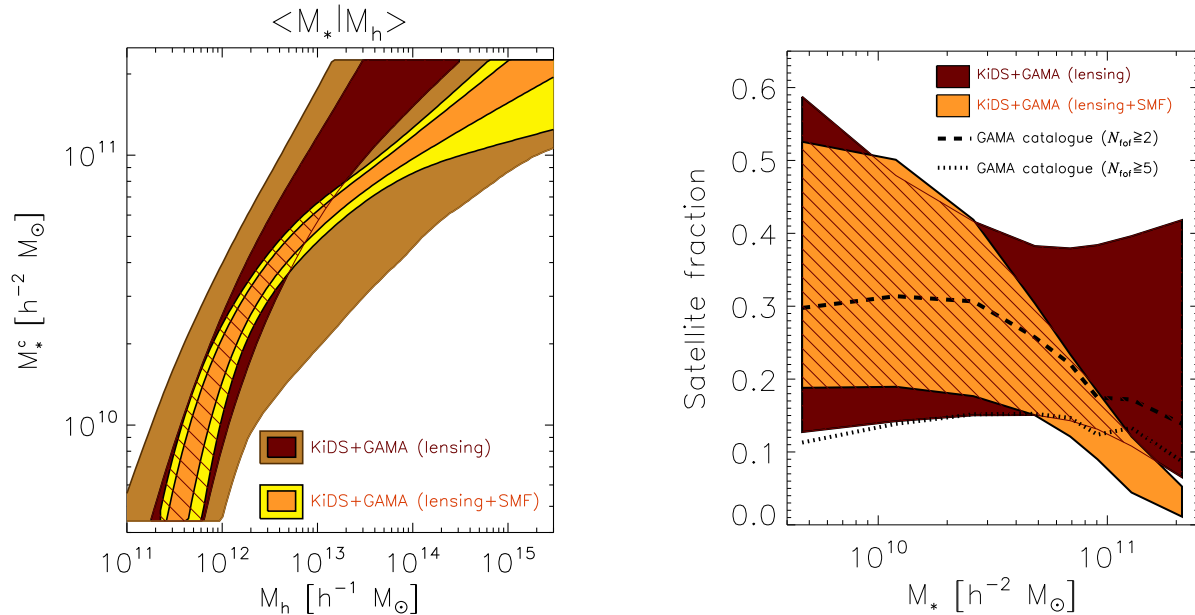 <M*|Mh>
M*c [h−2 M⊙]
10^11
10^10
KiDS+GAMA (lensing)
KiDS+GAMA (lensing+SMF)
10^11 10^12 10^13 10^14 10^15
Mh [h−1 M⊙]
Satellite fraction
0.6
0.5
0.4
0.3
0.2
0.1
0.0
KiDS+GAMA (lensing)
KiDS+GAMA (lensing+SMF)
GAMA catalogue (Nfof≧2)
GAMA catalogue (Nfof≧5)
10^10 10^11
M* [h−2 M⊙]